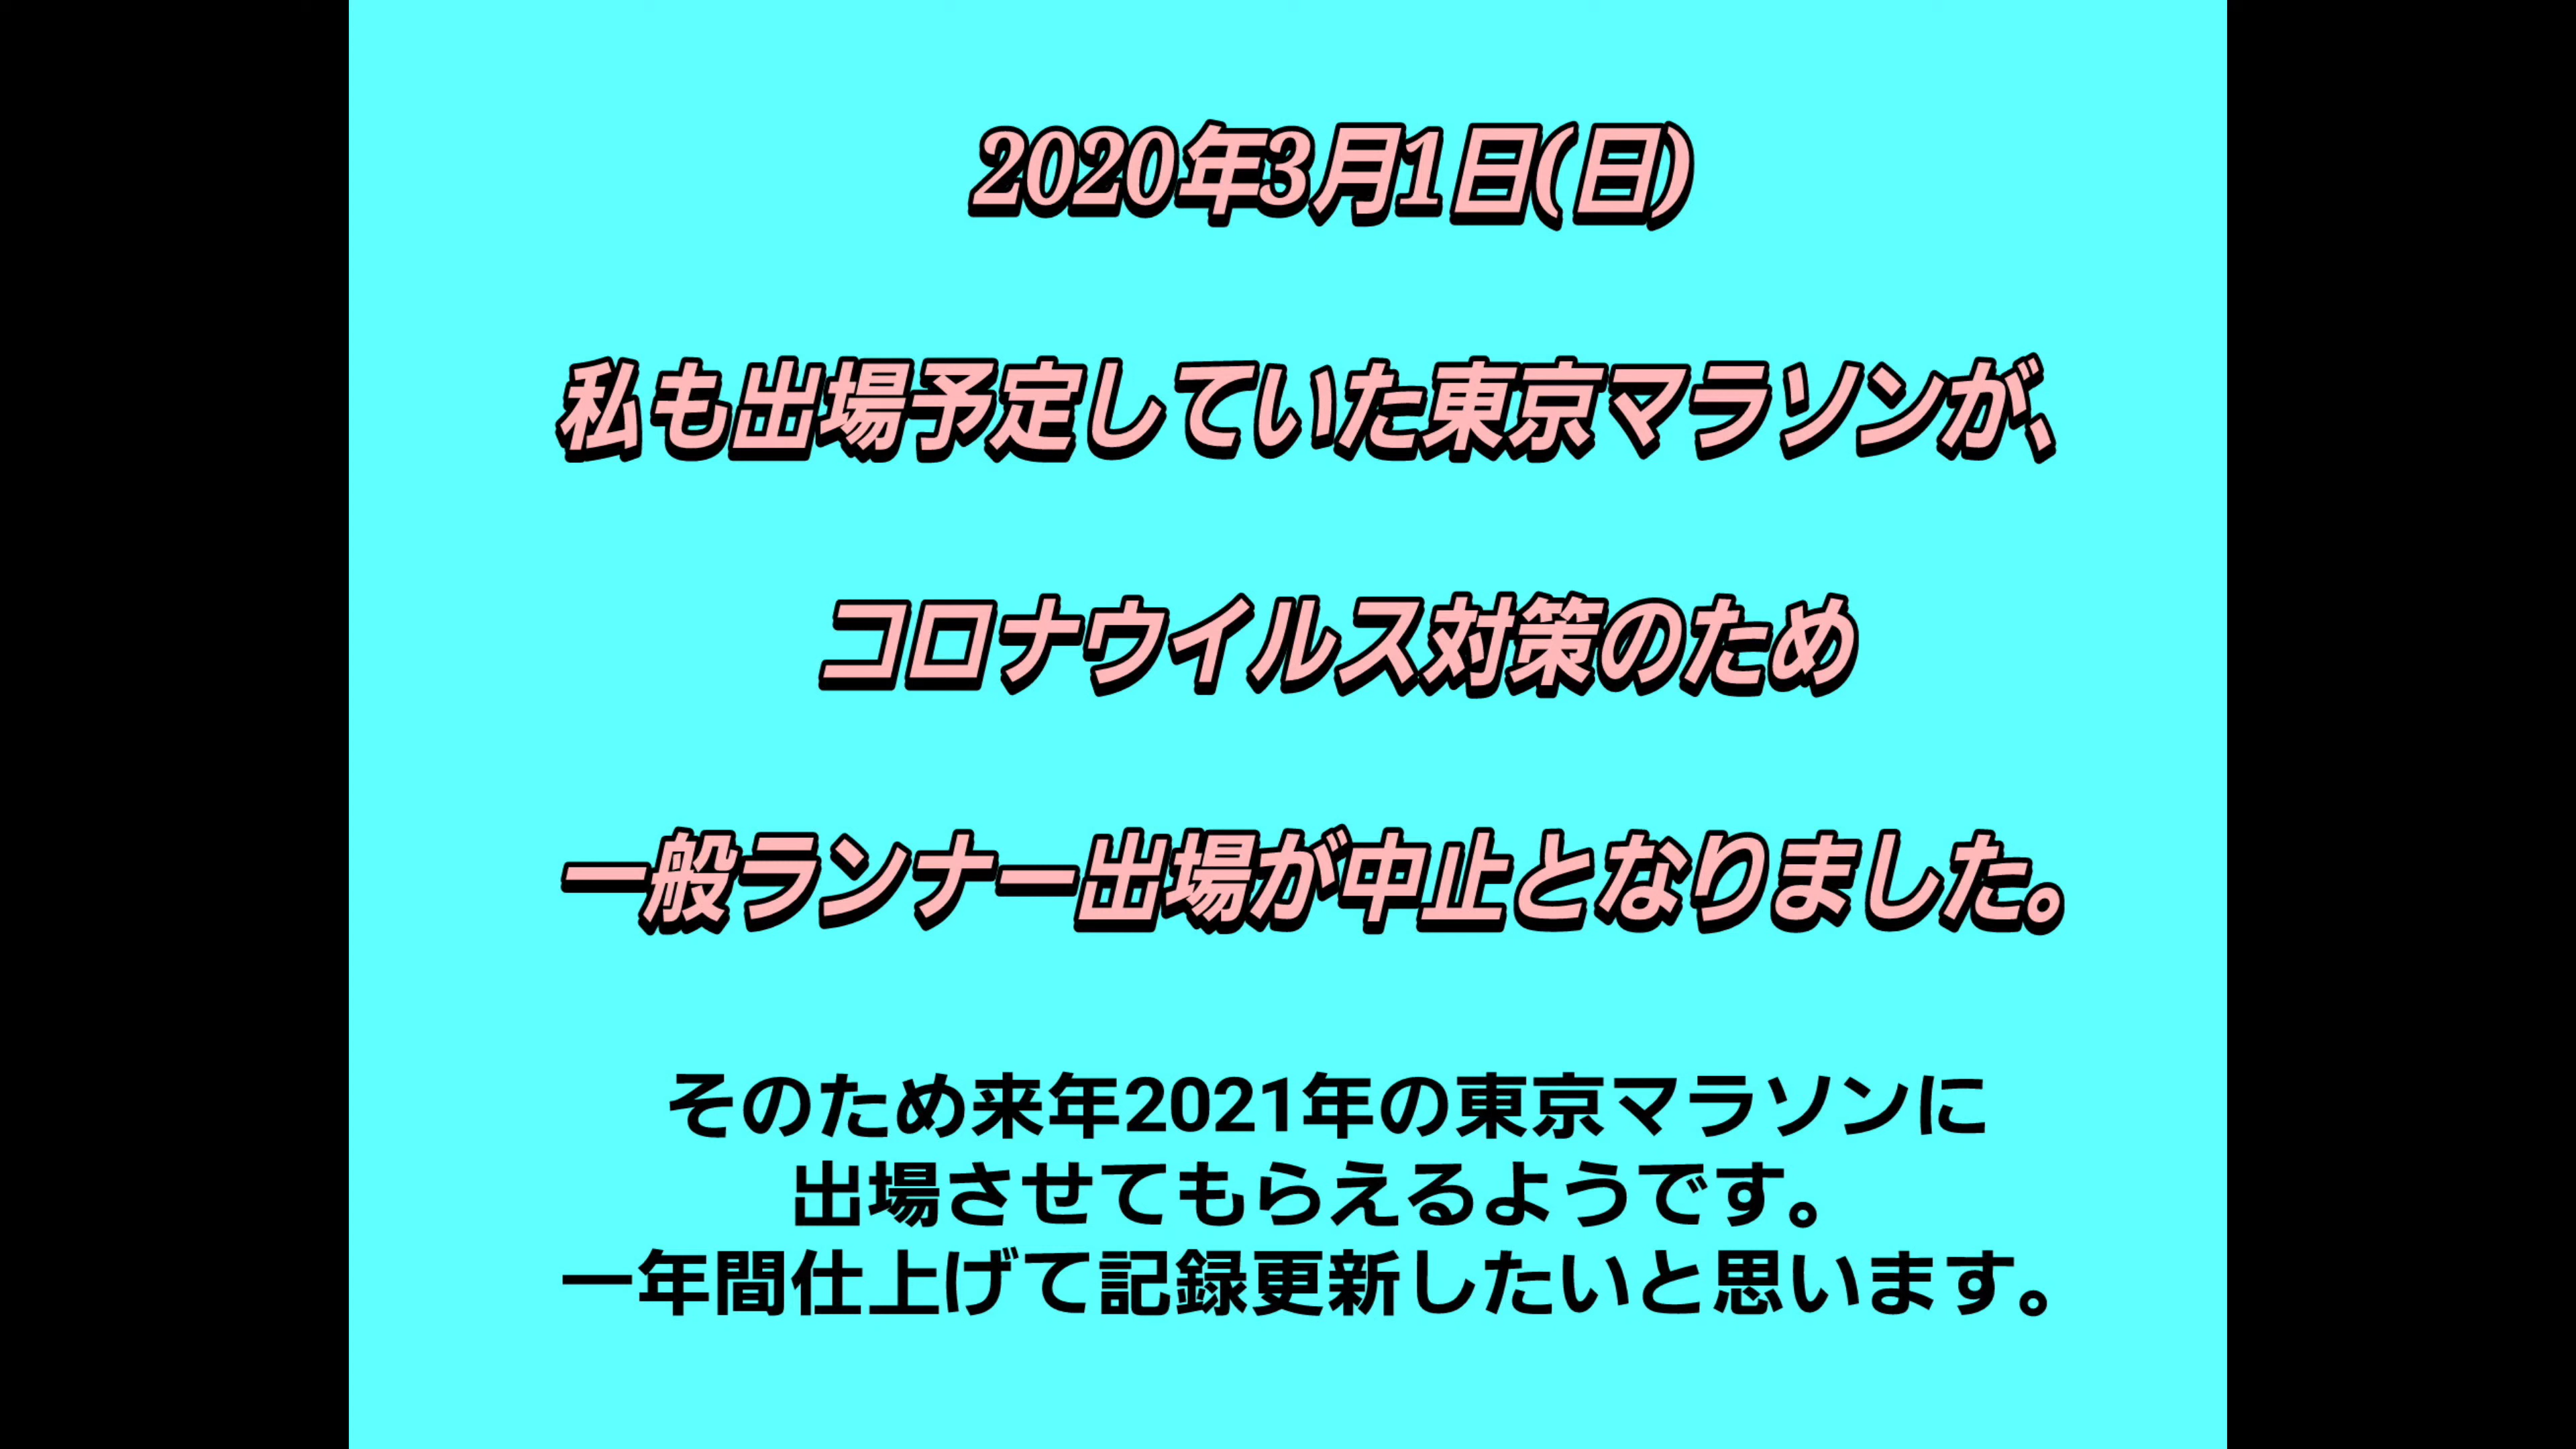 2020年3月1日(日)
私も出場予定していた東京マラソンが、
コロナウイルス対策のため
一般ランナー出場が中止となりました。
そのため来年2021年の東京マラソンに
出場させてもらえるようです。
一年間仕上げて記録更新したいと思います。